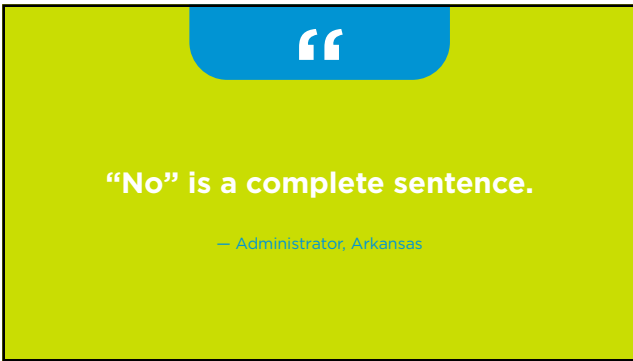 “
“No” is a complete sentence.
— Administrator, Arkansas